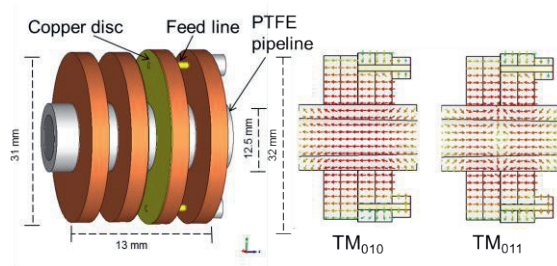 Copper disc
Feed line
PTFE
pipeline
31 mm
12.5 mm
32 mm
13 mm
TM010
TM011